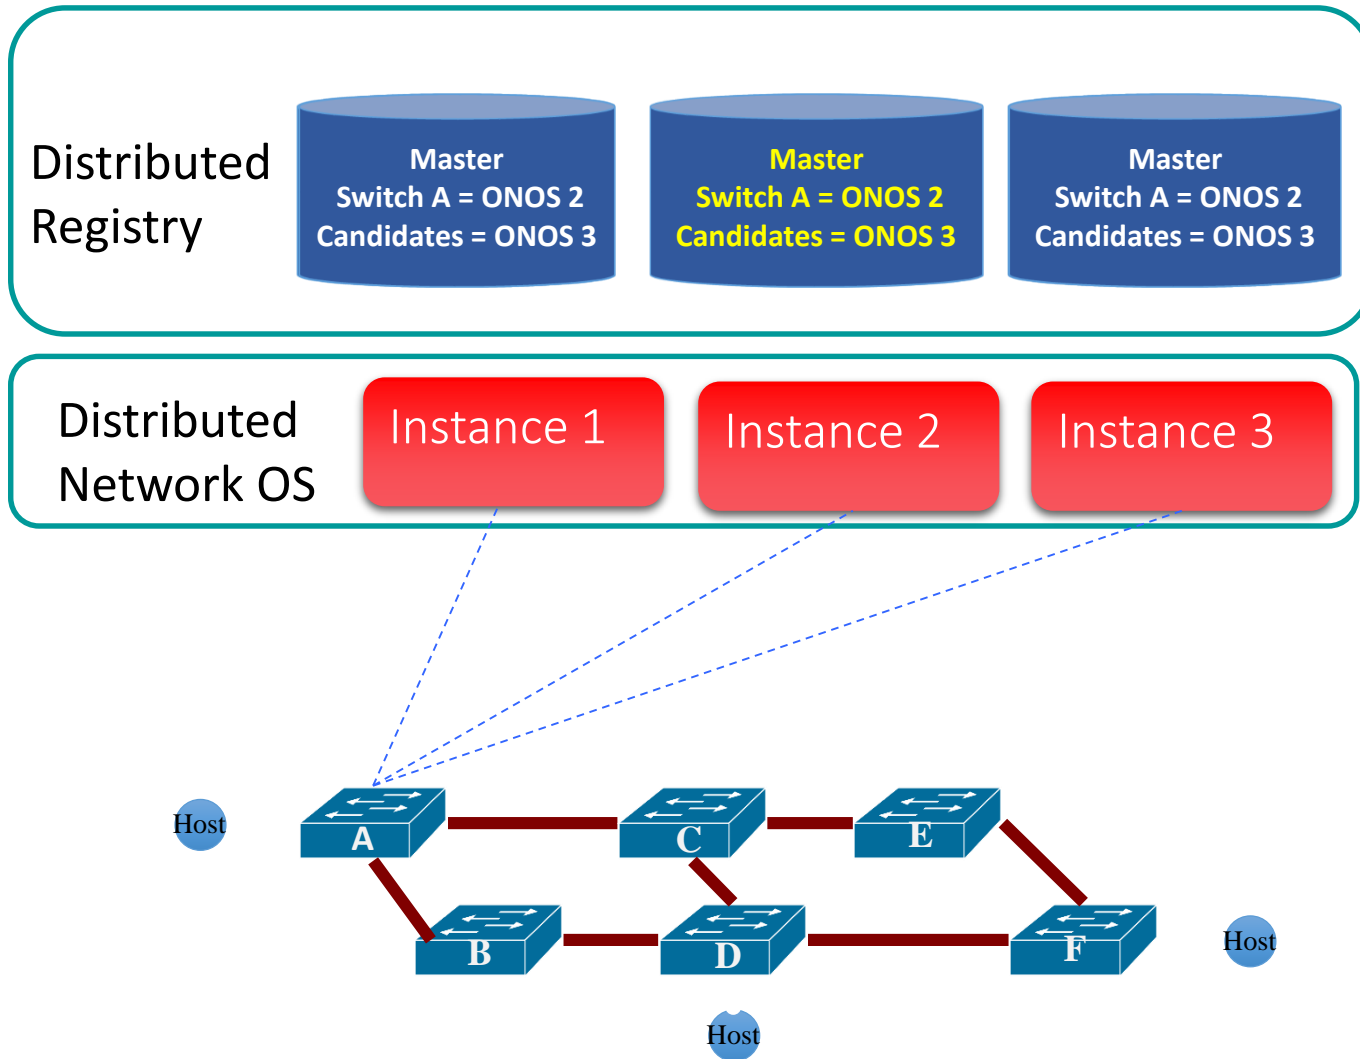 Distributed
Registry
Master
Switch A = ONOS 2
Candidates = ONOS 3
Master
Switch A = ONOS 2
Candidates = ONOS 3
Master
Switch A = ONOS 2
Candidates = ONOS 3
Distributed
Network OS
Instance 1
Instance 2
Instance 3
Host
A
C
E
B
D
F
Host
Host